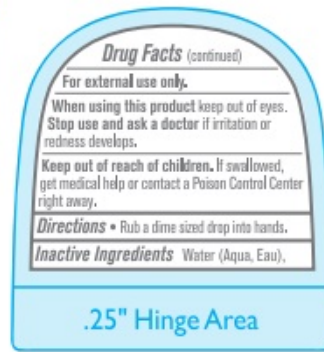 Drug Facts (continued)
For external use only.
When using this product keep out of eyes.
Stop use and ask a doctor if irritation or
redness develops.
Keep out of reach of children. If swallowed,
get medical help or contact a Poison Control Center
right away.
Directions • Rub a dime sized drop into hands.
Inactive Ingredients Water (Aqua, Eau),
.25" Hinge Area